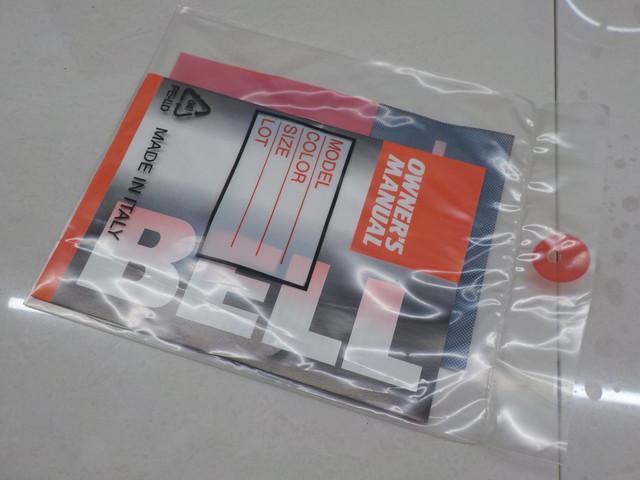 OWNER'S
MANUAL
MODEL
COLOR
SIZE
LOT
BELL
MADE IN ITALY